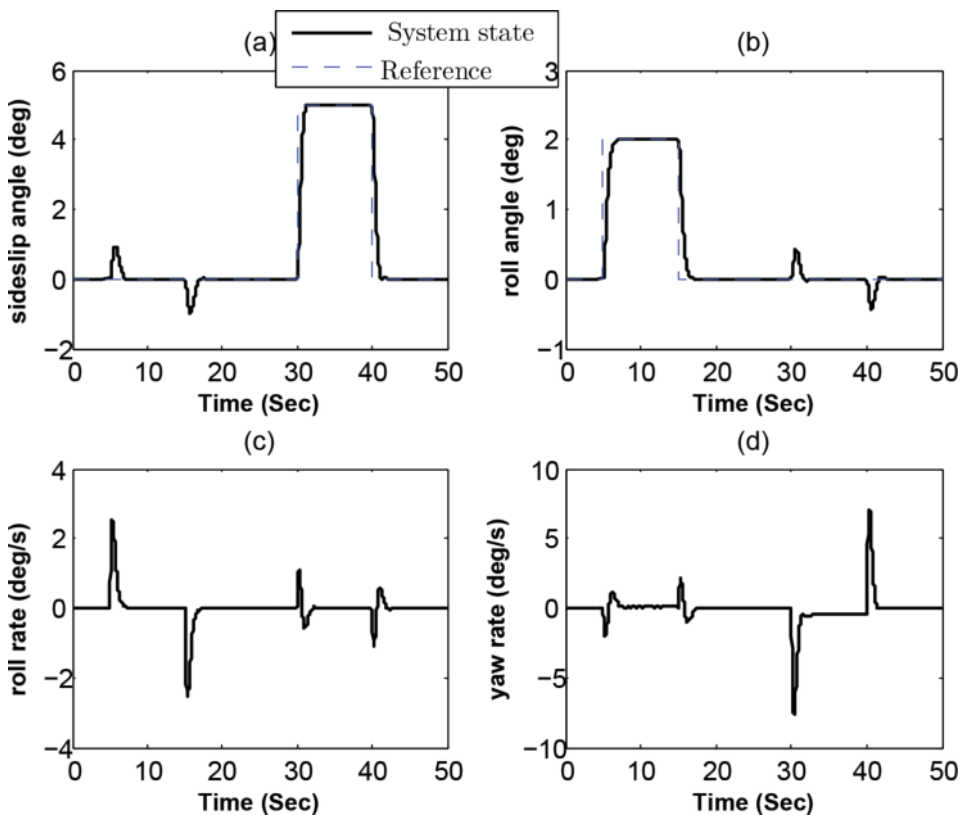 (a)
System state
Reference
(b)
6
4
2
0
−2
sideslip angle (deg)
0 10 20 30 40 50
Time (Sec)
3
2
1
0
−1
roll angle (deg)
0 10 20 30 40 50
Time (Sec)
(c)
4
2
0
−2
−4
roll rate (deg/s)
0 10 20 30 40 50
Time (Sec)
(d)
10
5
0
−5
−10
yaw rate (deg/s)
0 10 20 30 40 50
Time (Sec)